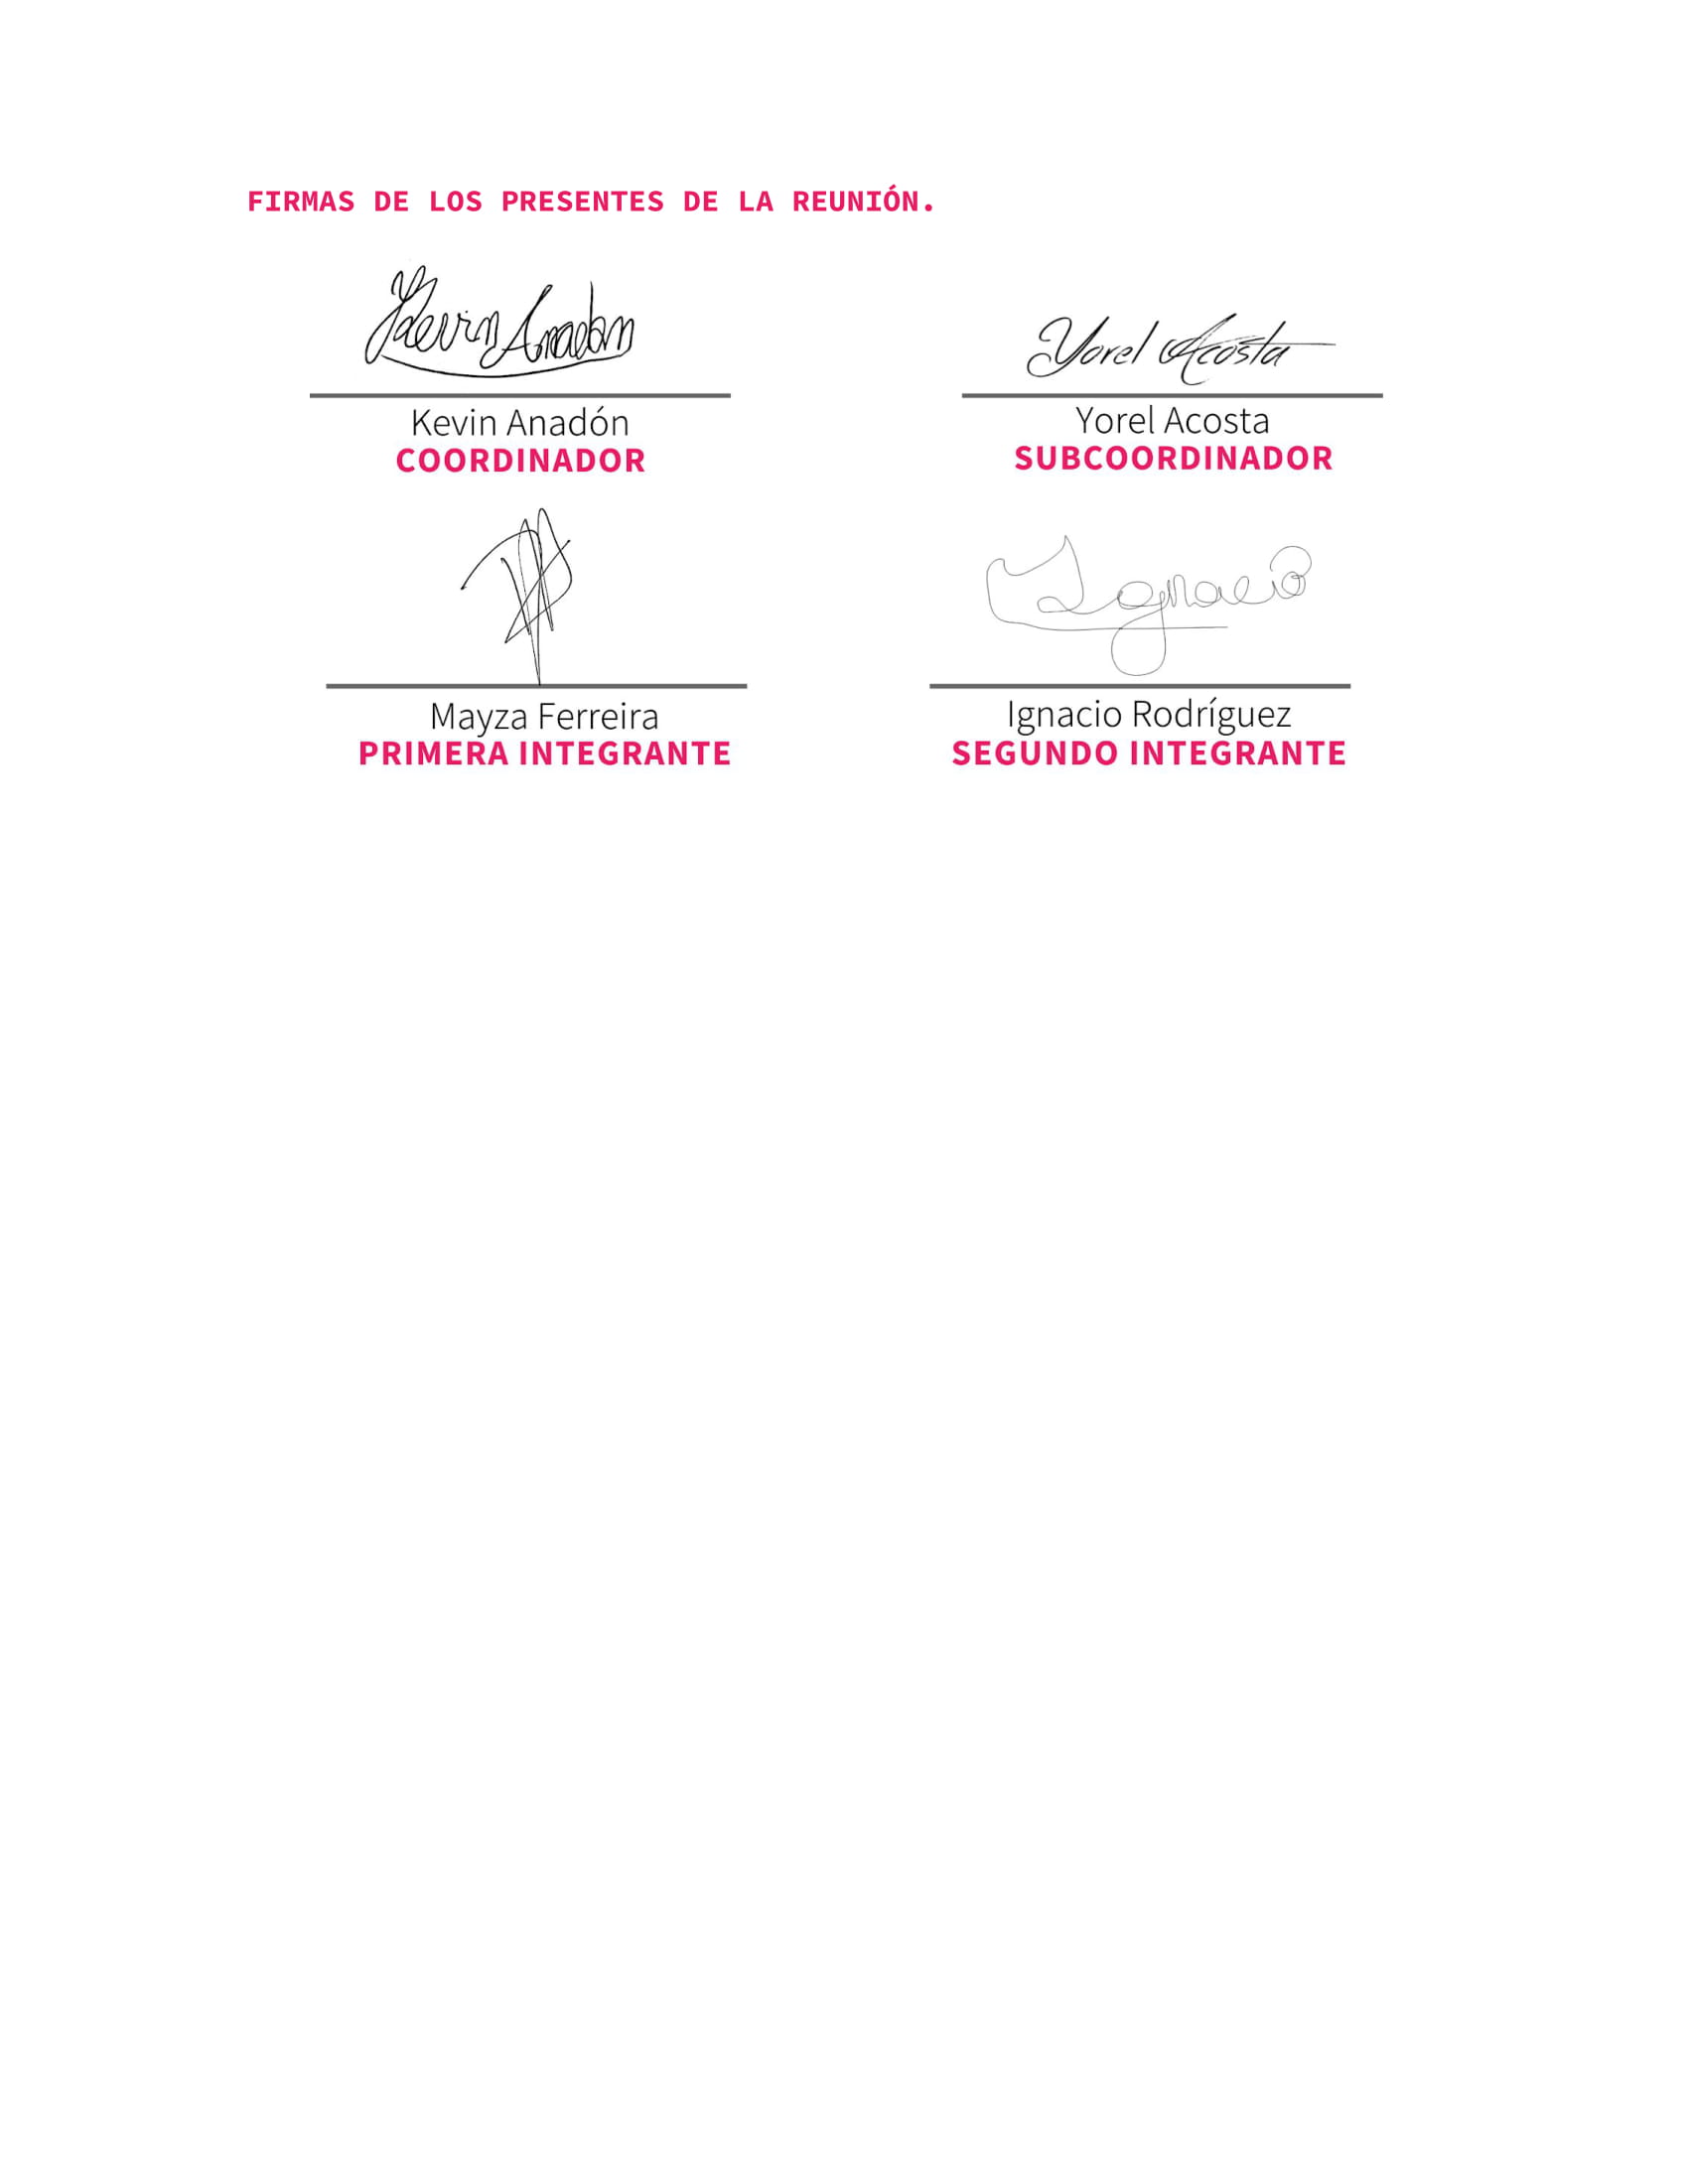 FIRMAS DE LOS PRESENTES DE LA REUNIÓN.
Kevin Anadón
Yorel Acosta
Kevin Anadón
COORDINADOR
Yorel Acosta
SUBCOORDINADOR
Ignacio
Mayza Ferreira
PRIMERA INTEGRANTE
Ignacio Rodríguez
SEGUNDO INTEGRANTE